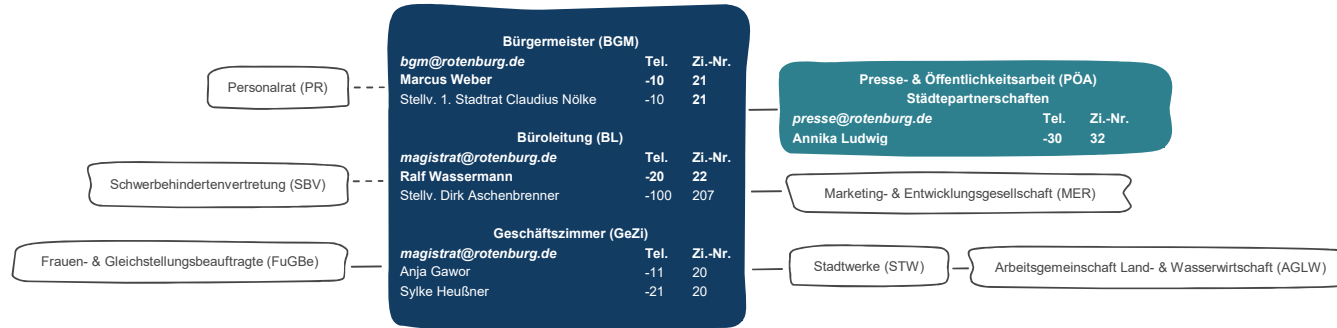 Personalrat (PR)
Schwerbehindertenvertretung (SBV)
Frauen- & Gleichstellungsbeauftragte (FuGBe)
Bürgermeister (BGM)
bgm@rotenburg.de Tel. Zi.-Nr.
Marcus Weber -10 21
Stellv. 1. Stadtrat Claudius Nölke -10 21
Büroleitung (BL)
magistrat@rotenburg.de Tel. Zi.-Nr.
Ralf Wassermann -20 22
Stellv. Dirk Aschenbrenner -100 207
Geschäftszimmer (GeZi)
magistrat@rotenburg.de Tel. Zi.-Nr.
Anja Gawor -11 20
Sylke Heußner -21 20
Presse- & Öffentlichkeitsarbeit (PÖA)
Städtepartnerschaften
presse@rotenburg.de Tel. Zi.-Nr.
Annika Ludwig -30 32
Marketing- & Entwicklungsgesellschaft (MER)
Stadtwerke (STW)
Arbeitsgemeinschaft Land- & Wasserwirtschaft (AGLW)